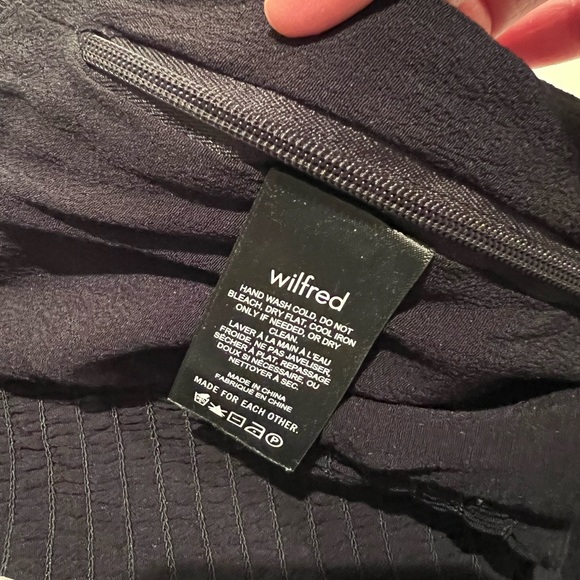 wilfred
HAND WASH COLD. DO NOT
BLEACH, DRY FLAT, COOL IRON
ONLY IF NEEDED, OR DRY
CLEAN.
LAVER À LA MAIN À L'EAU
FROIDE, NE PAS JAVELISER,
SÉCHER À PLAT, REPASSAGE
DOUX SI NÉCESSAIRE, OU
NETTOYER À SEC.
MADE IN CHINA
FABRIQUÉ EN CHINE
MADE FOR EACH OTHER.
P